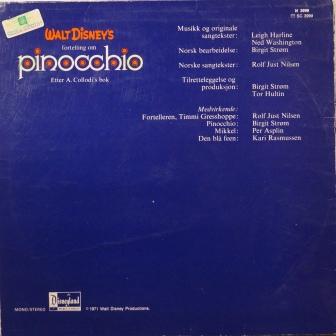 N 3999
SC 3999
WALT DISNEY'S
fortelling om
pinocchio
Etter A. Collodi's bok
Musikk og originale
sangtekster: Leigh Harline
Ned Washington
Norsk bearbeidelse: Birgit Strøm
Norske sangtekster: Rolf Just Nilsen
Tilretteleggelse og
produksjon: Birgit Strøm
Tor Hultin
Medvirkende:
Fortelleren, Timmi Gresshoppe: Rolf Just Nilsen
Pinocchio: Birgit Strøm
Mikkel: Per Asplin
Den blå feen: Kari Rasmussen
Disneyland
MONO/STEREO
©1971 Walt Disney Productions.